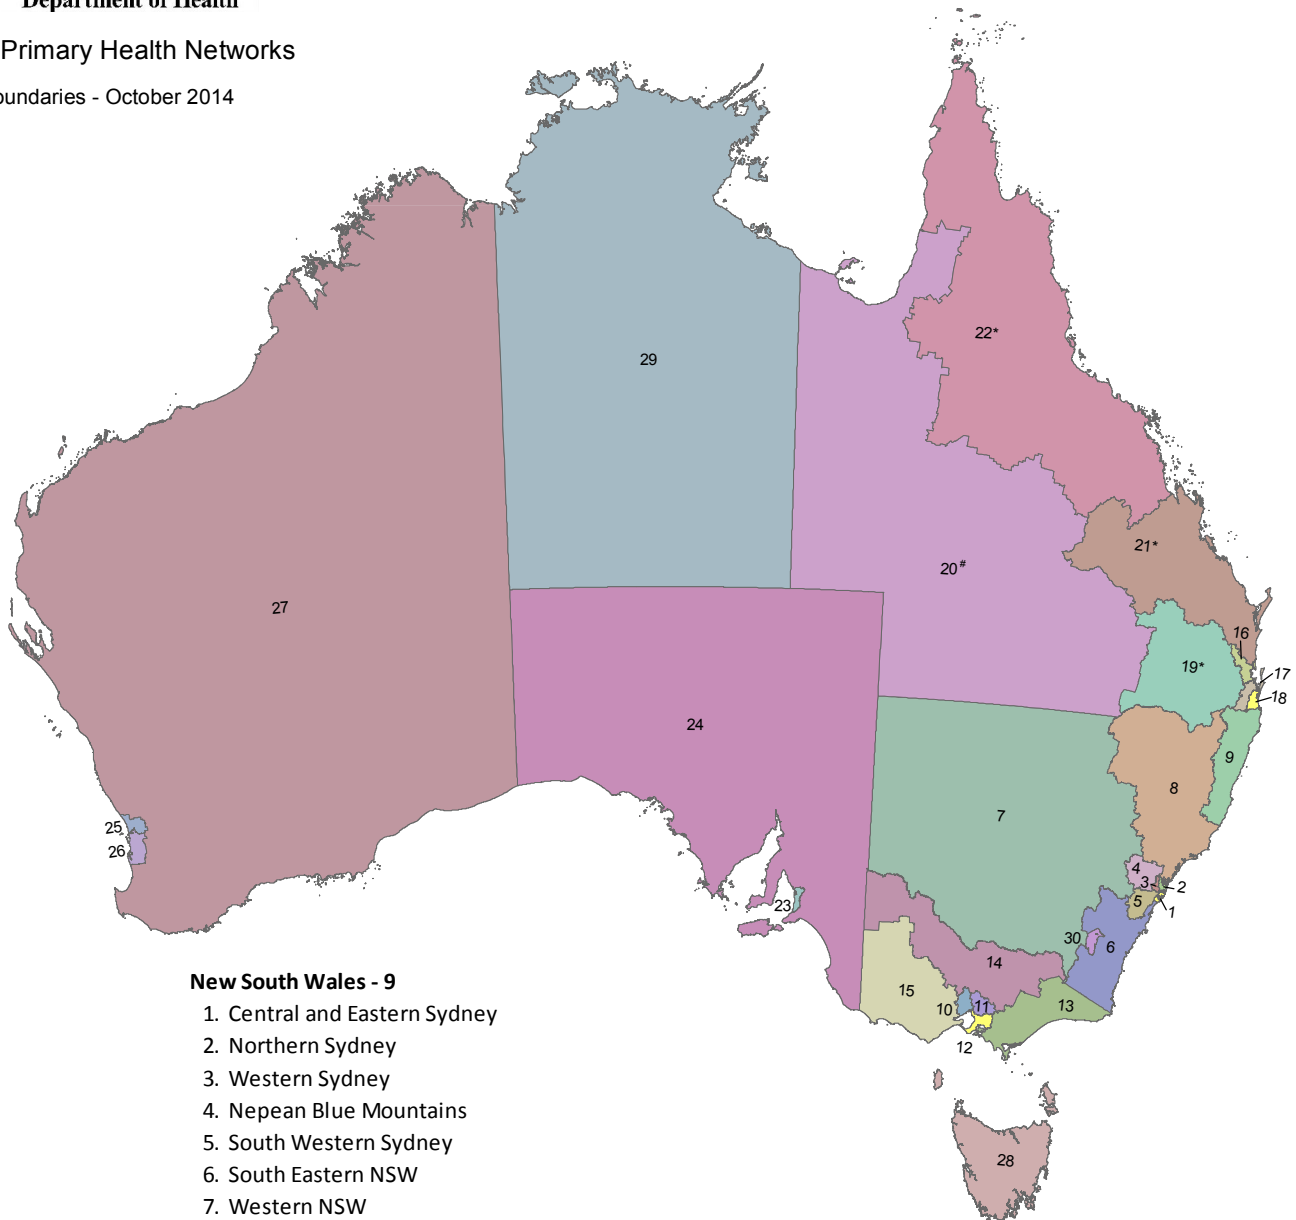 Department of Health
Primary Health Networks
oundaries - October 2014
29
22*
21*
20#
27
16
19*
17
18
24
9
8
7
25
26
4
3
2
5
1
23
30
6
14
15
10
11
13
12
28
New South Wales - 9
1. Central and Eastern Sydney
2. Northern Sydney
3. Western Sydney
4. Nepean Blue Mountains
5. South Western Sydney
6. South Eastern NSW
7. Western NSW